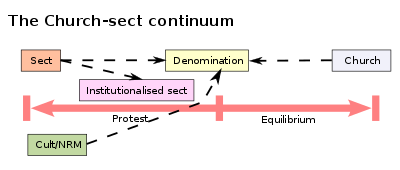 The Church-sect continuum
Sect
Denomination
Church
Institutionalised sect
Protest
Equilibrium
Cult/NRM